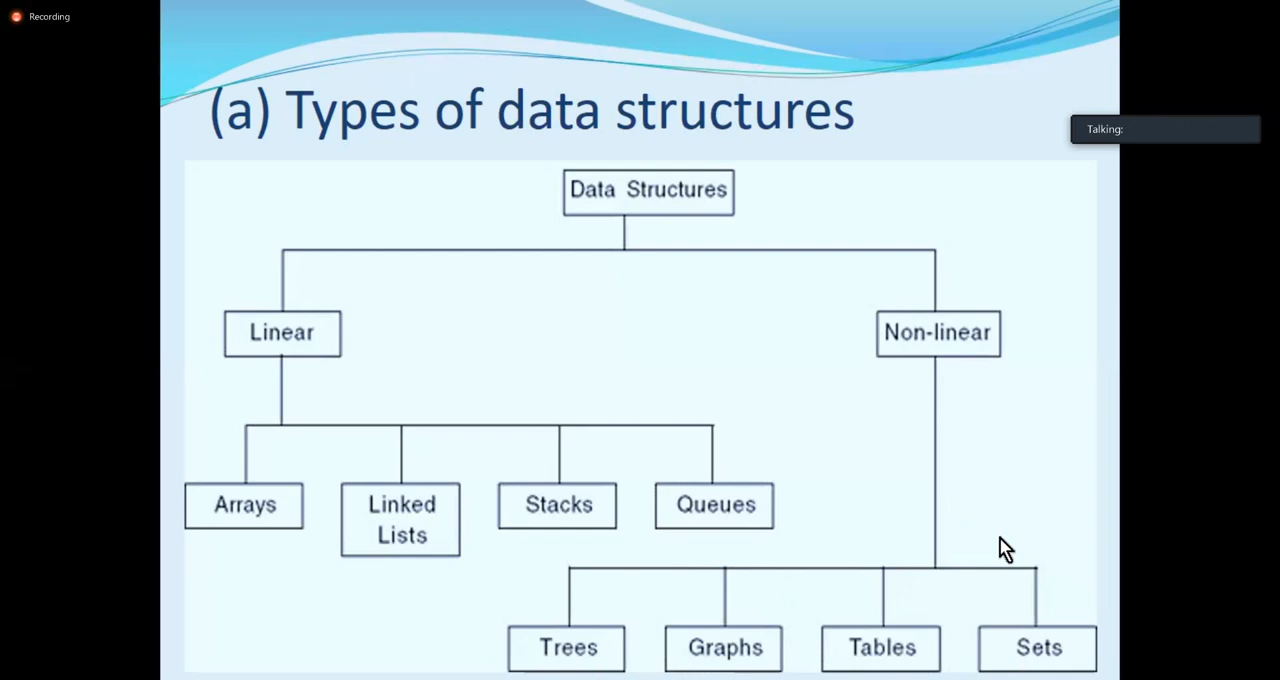 Recording
Talking:
(a) Types of data structures
Data Structures
Linear
Non-linear
Arrays
Linked
Lists
Stacks
Queues
Trees
Graphs
Tables
Sets